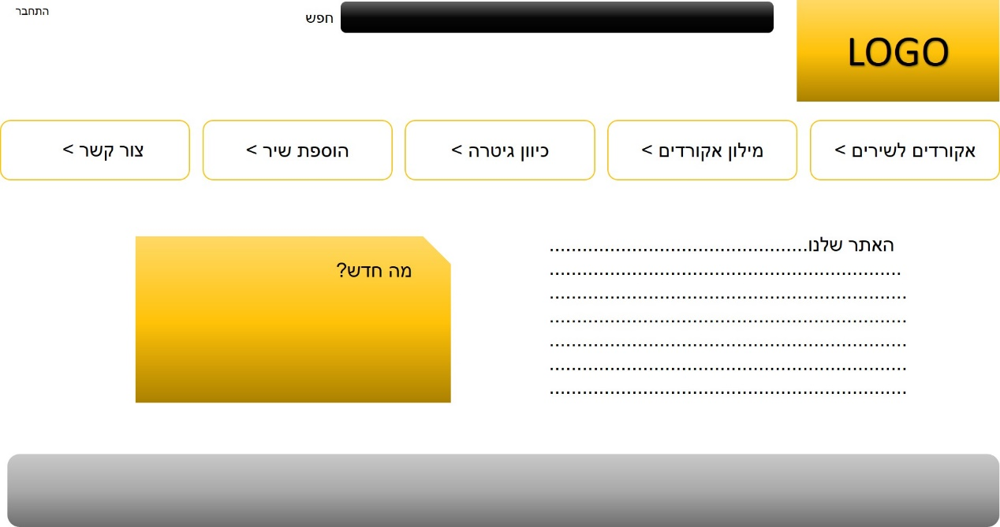 LOGO
חפש
התחבר
אקורדים לשירים >
מילון אקורדים >
כיוון גיטרה >
הוספת שיר >
צור קשר >
האתר שלנו...............................................
................................................................
.................................................................
.................................................................
.................................................................
.................................................................
.................................................................
מה חדש?